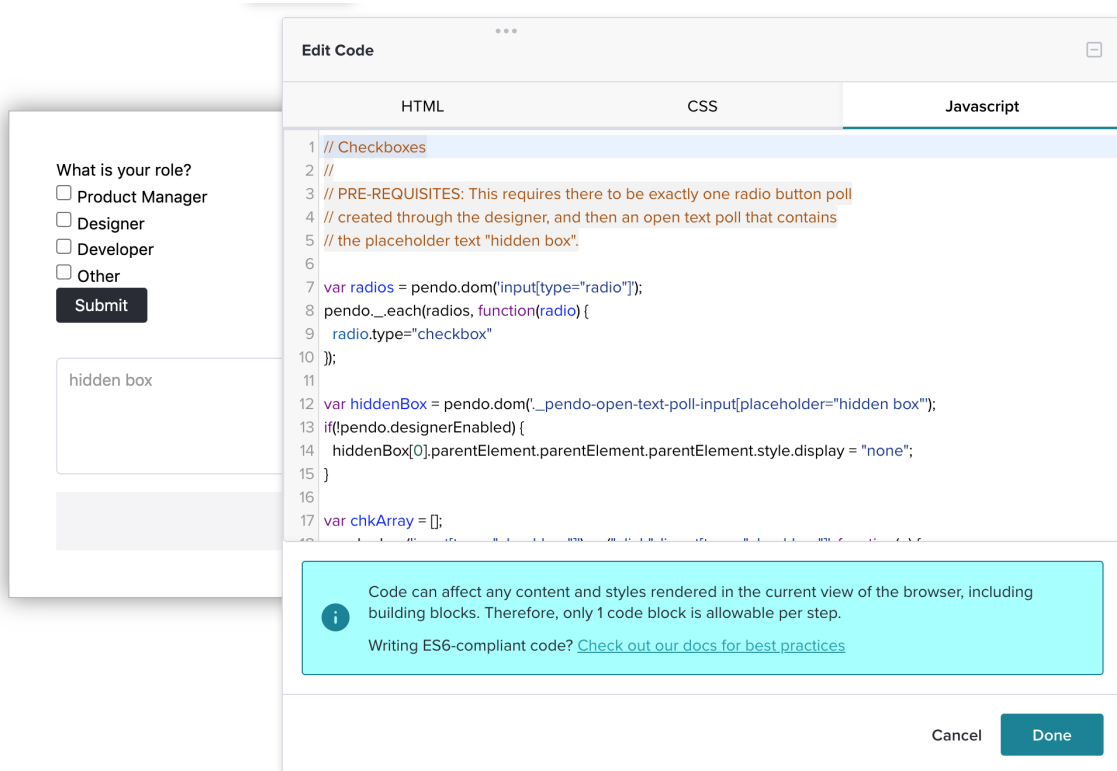 Edit Code
HTML
CSS
Javascript
What is your role?
Product Manager
Designer
Developer
Other
Submit
hidden box
1 // Checkboxes
2 //
3 // PRE-REQUISITES: This requires there to be exactly one radio button poll
4 // created through the designer, and then an open text poll that contains
5 // the placeholder text "hidden box".
6
7 var radios = pendo.dom('input[type="radio"]');
8 pendo._.each(radios, function(radio) {
9 radio.type="checkbox"
10 });
11
12 var hiddenBox = pendo.dom('._pendo-open-text-poll-input[placeholder="hidden box"');
13 if(!pendo.designerEnabled) {
14 hiddenBox[0].parentElement.parentElement.parentElement.style.display = "none";
15 }
16
17 var chkArray = [];
Code can affect any content and styles rendered in the current view of the browser, including
building blocks. Therefore, only 1 code block is allowable per step.
Writing ES6-compliant code? Check out our docs for best practices
Cancel
Done